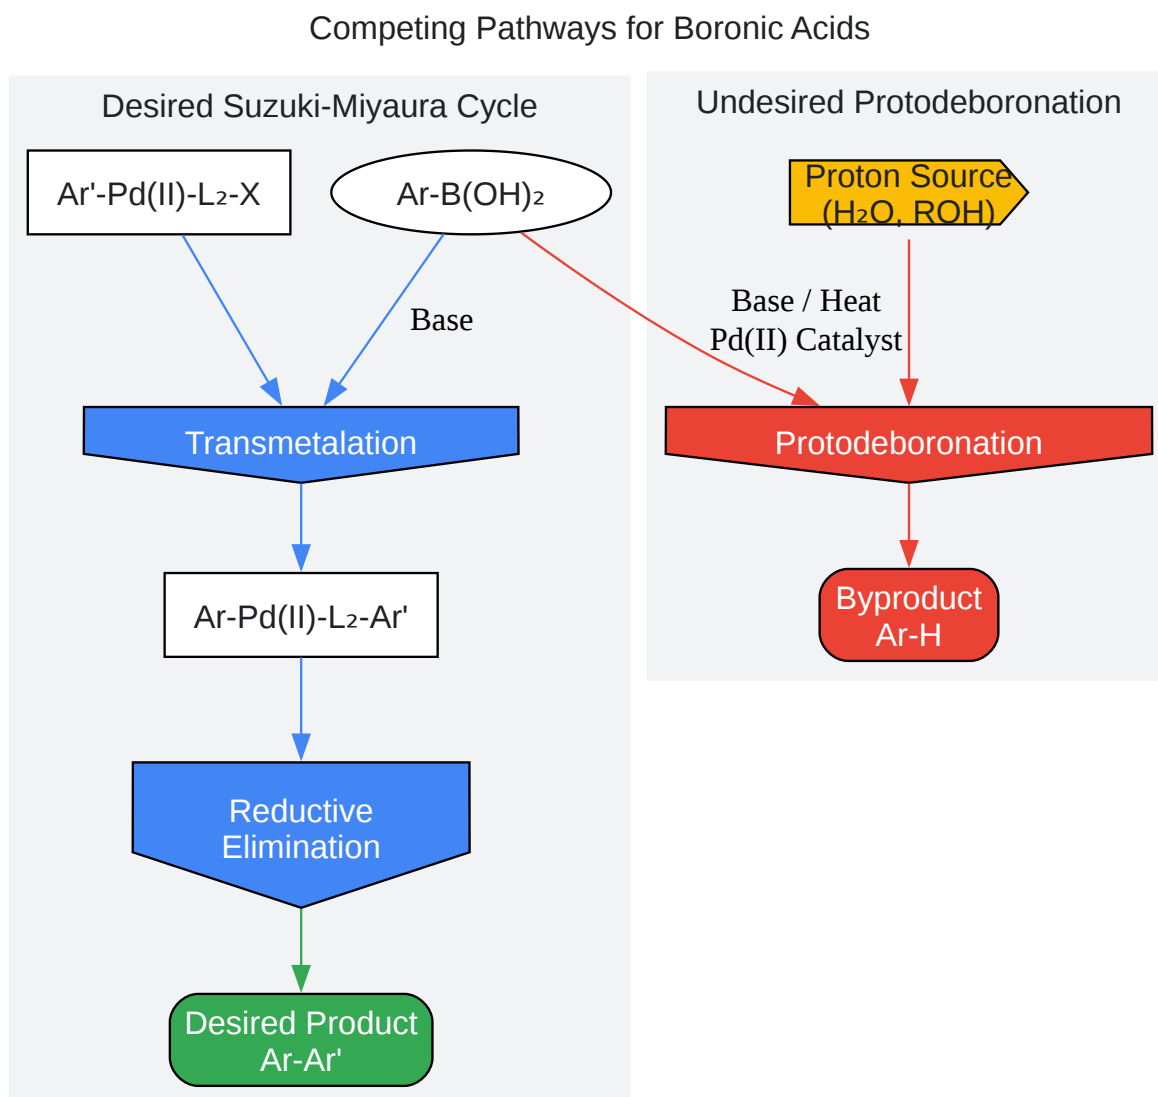 Competing Pathways for Boronic Acids
Desired Suzuki-Miyaura Cycle
Ar'-Pd(II)-L₂-X
Ar-B(OH)₂
Base
Transmetalation
Ar-Pd(II)-L₂-Ar'
Reductive
Elimination
Desired Product
Ar-Ar'
Undesired Protodeboronation
Proton Source
(H₂O, ROH)
Base / Heat
Pd(II) Catalyst
Protodeboronation
Byproduct
Ar-H